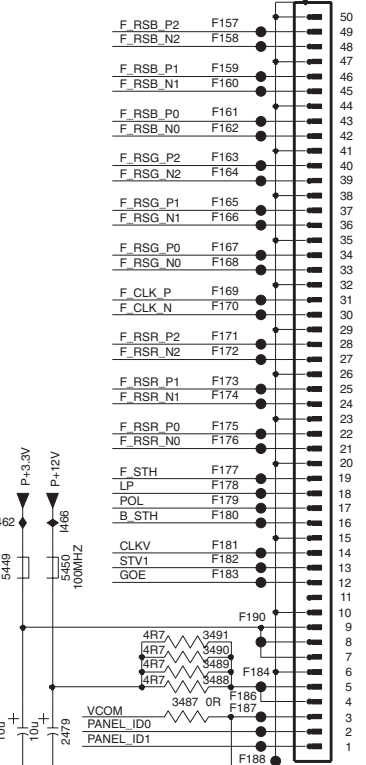 50
F_RSB_P2 F157 49
F_RSB_N2 F158 48
47
F_RSB_P1 F159 46
F_RSB_N1 F160 45
44
F_RSB_P0 F161 43
F_RSB_N0 F162 42
41
F_RSG_P2 F163 40
F_RSG_N2 F164 39
38
F_RSG_P1 F165 37
F_RSG_N1 F166 36
35
F_RSG_P0 F167 34
F_RSG_N0 F168 33
32
F_CLK_P F169 31
F_CLK_N F170 30
29
F_RSR_P2 F171 28
F_RSR_N2 F172 27
26
F_RSR_P1 F173 25
F_RSR_N1 F174 24
23
F_RSR_P0 F175 22
F_RSR_N0 F176 21
20
F_STH F177 19
LP F178 18
POL F179 17
B_STH F180 16
15
CLKV F181 14
STV1 F182 13
GOE F183 12
11
10
F190 9
8
7
F184 6
5
F186 4
VCOM F187 3
PANEL_ID0 2
PANEL_ID1 1
F188
P+3.3V
P+12V
I466
5449
5450
100MHZ
4R7 3491
4R7 3490
4R7 3489
4R7 3488
3487 0R
10u
2479